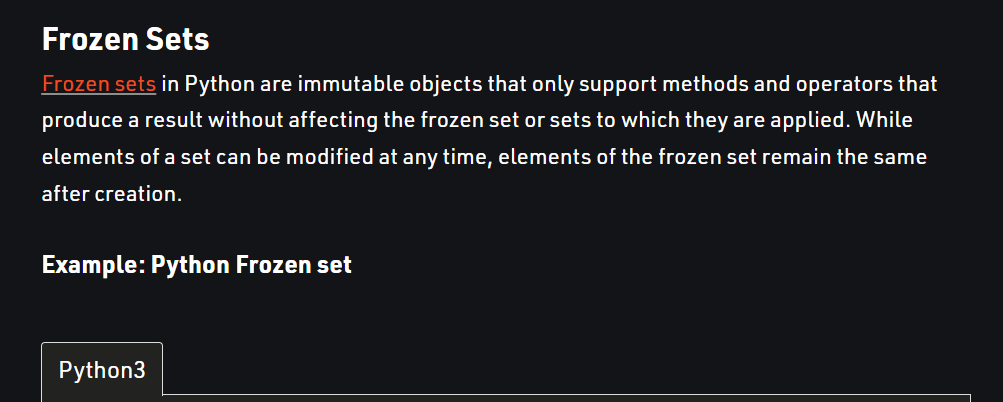 Frozen Sets
Frozen sets in Python are immutable objects that only support methods and operators that
produce a result without affecting the frozen set or sets to which they are applied. While
elements of a set can be modified at any time, elements of the frozen set remain the same
after creation.
Example: Python Frozen set
Python3